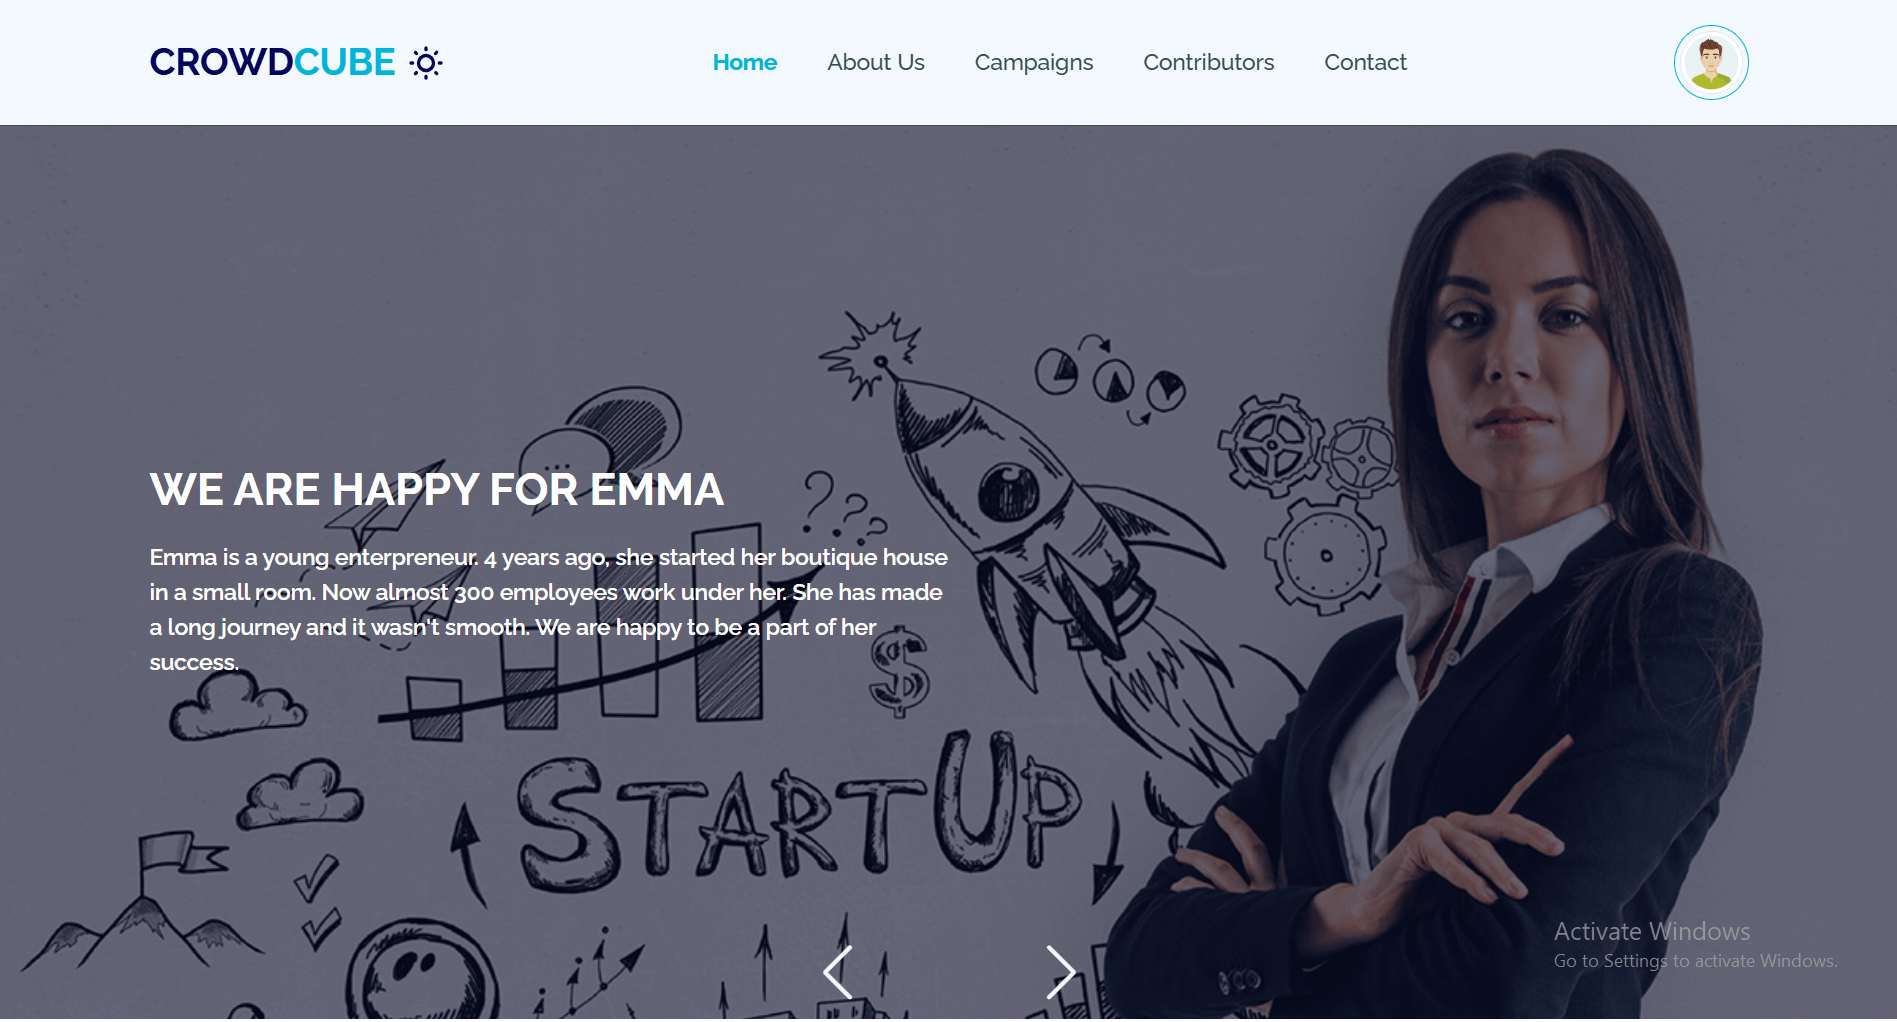 CROWDCUBE
Home About Us Campaigns Contributors Contact
WE ARE HAPPY FOR EMMA
Emma is a young enterpreneur. 4 years ago, she started her boutique house
in a small room. Now almost 300 employees work under her. She has made
a long journey and it wasn't smooth. We are happy to be a part of her
success.
? ? ?
$
STARTUP
Activate Windows
Go to Settings to activate Windows.